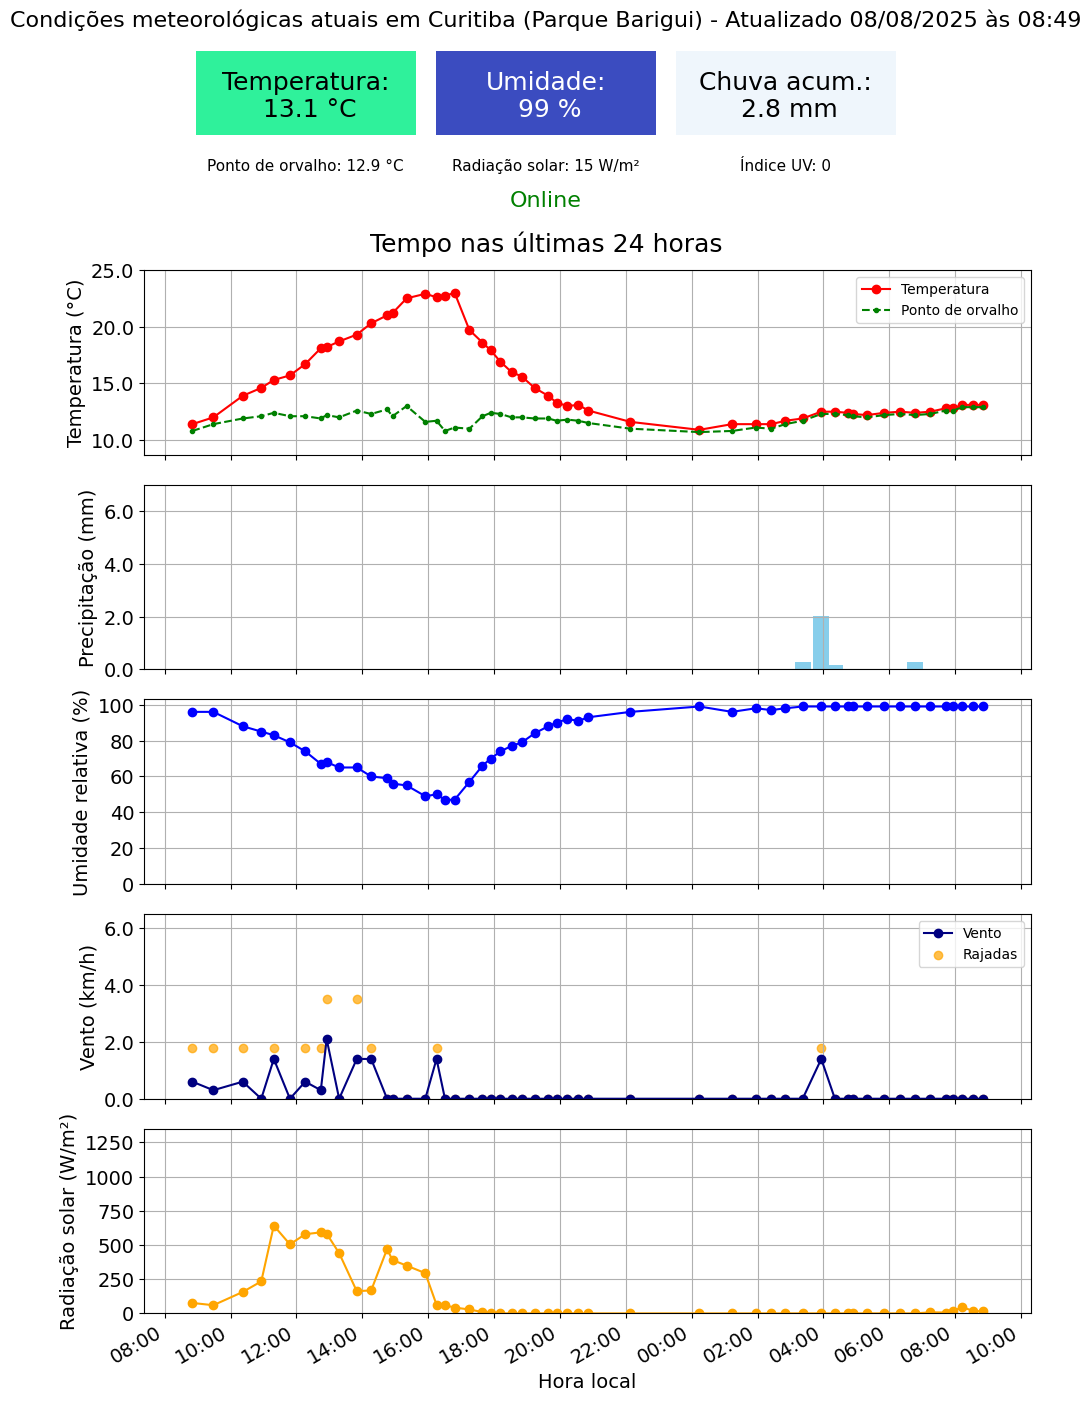 Condições meteorológicas atuais em Curitiba (Parque Barigui) - Atualizado 08/08/2025 às 08:49
Temperatura:
13.1 °C
Umidade:
99 %
Chuva acum.:
2.8 mm
Ponto de orvalho: 12.9 °C
Radiação solar: 15 W/m²
Índice UV: 0
Online
Tempo nas últimas 24 horas
Temperatura (°C)
25.0
20.0
15.0
10.0
Temperatura
Ponto de orvalho
Precipitação (mm)
6.0
4.0
2.0
0.0
Umidade relativa (%)
100
80
60
40
20
0
Vento (km/h)
6.0
4.0
2.0
0.0
Vento
Rajadas
Radiação solar (W/m²)
1250
1000
750
500
250
0
08:00
10:00
12:00
14:00
16:00
18:00
20:00
22:00
00:00
02:00
04:00
06:00
08:00
10:00
Hora local